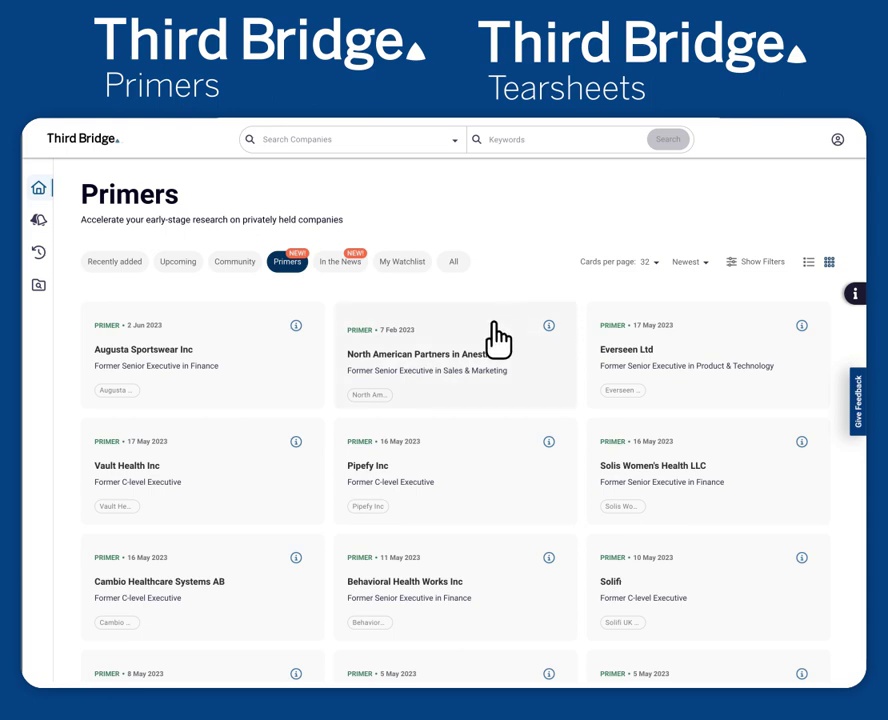 Third Bridge
Primers
Third Bridge
Tearsheets
Third Bridge
Search Companies
Keywords
Search
Primers
Accelerate your early-stage research on privately held companies
Recently added
Upcoming
Community
Primers
NEW!
In the News
NEW!
My Watchlist
All
Cards per page: 32
Newest
Show Filters
PRIMER • 2 Jun 2023
Augusta Sportswear Inc
Former Senior Executive in Finance
Augusta ...
PRIMER • 7 Feb 2023
North American Partners in Anest
Former Senior Executive in Sales & Marketing
North Am...
PRIMER • 17 May 2023
Everseen Ltd
Former Senior Executive in Product & Technology
Everseen ...
Give Feedback
PRIMER • 17 May 2023
Vault Health Inc
Former C-level Executive
Vault He...
PRIMER • 16 May 2023
Pipefy Inc
Former C-level Executive
Pipefy Inc
PRIMER • 16 May 2023
Solis Women's Health LLC
Former Senior Executive in Finance
Solis Wo...
PRIMER • 16 May 2023
Cambio Healthcare Systems AB
Former C-level Executive
Cambio ...
PRIMER • 11 May 2023
Behavioral Health Works Inc
Former Senior Executive in Finance
Behavior...
PRIMER • 10 May 2023
Solifi
Former C-level Executive
Solifi UK ...
PRIMER • 8 May 2023
PRIMER • 5 May 2023
PRIMER • 5 May 2023